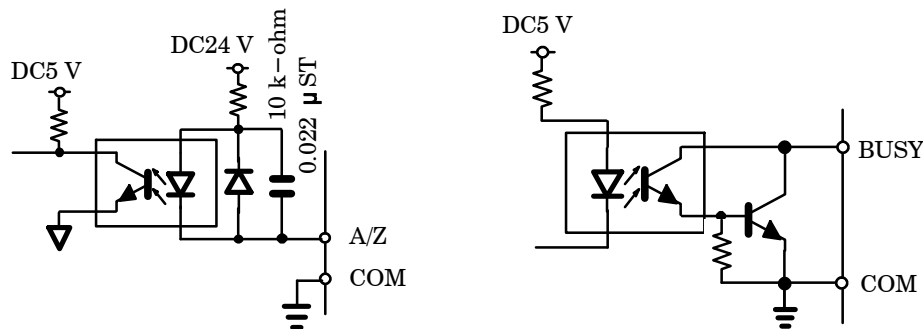 DC5 V
DC24 V
10 k-ohm
0.022 μST
A/Z
COM
DC5 V
BUSY
COM